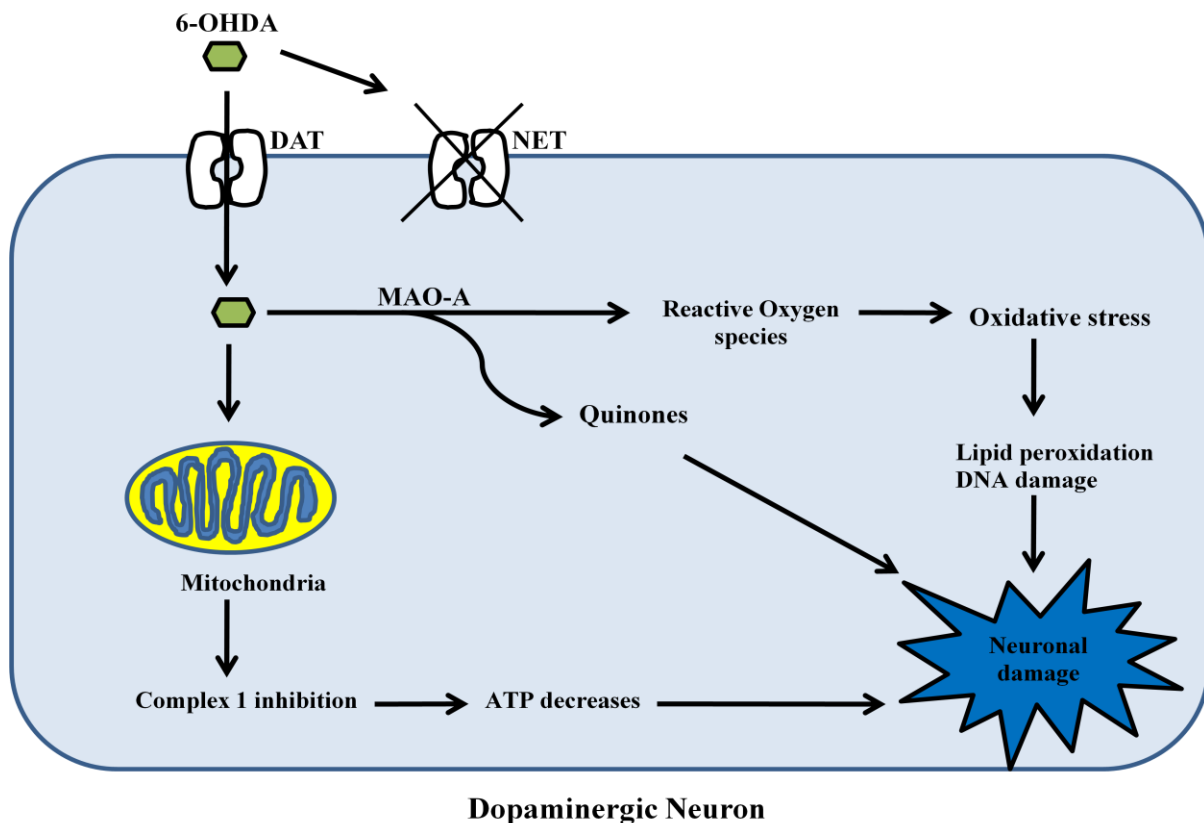 6-OHDA
DAT
NET
MAO-A
Reactive Oxygen
species
Oxidative stress
Quinones
Lipid peroxidation
DNA damage
Mitochondria
Neuronal
damage
Complex 1 inhibition
ATP decreases
Dopaminergic Neuron